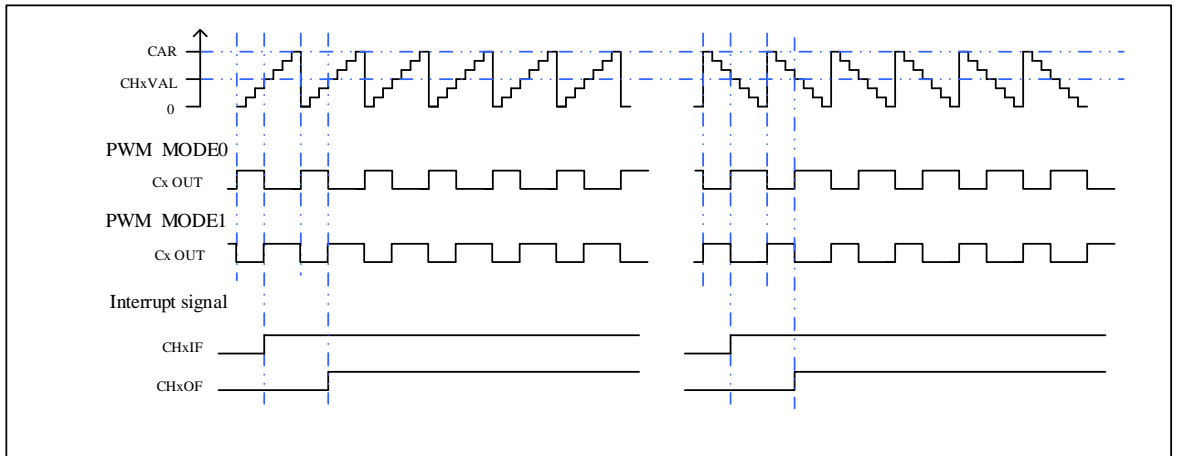 CAR
CHxVAL
0
PWM MODE0
Cx OUT
PWM MODE1
Cx OUT
Interrupt signal
CHxIF
CHxOF